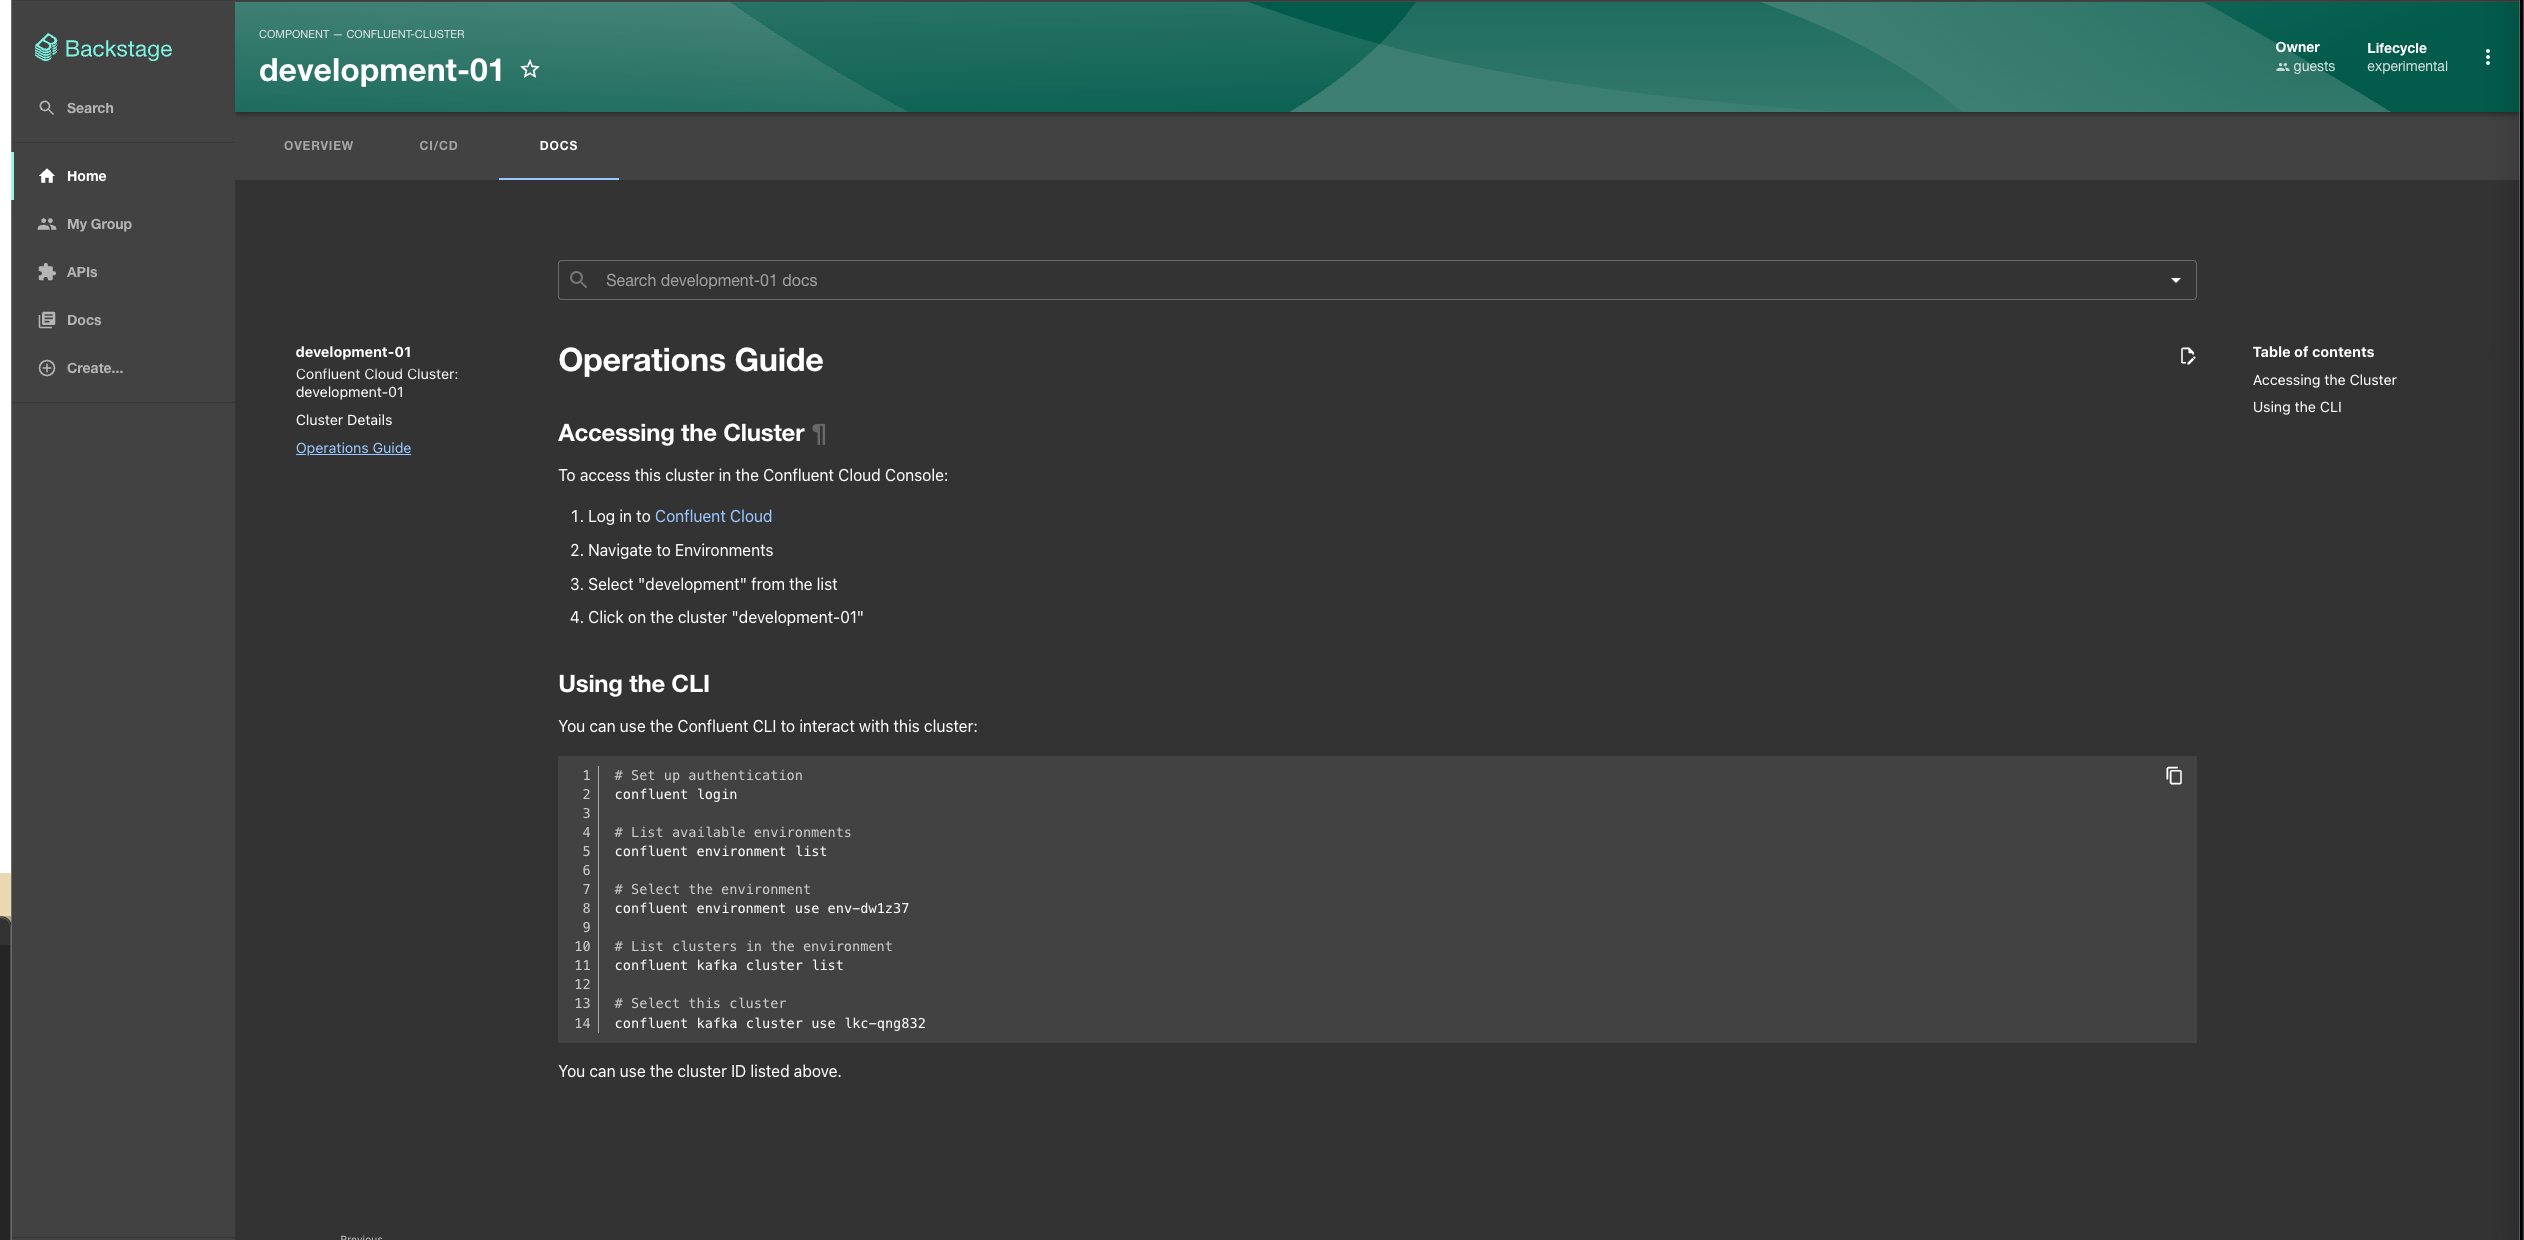 Backstage
Search
Home
My Group
APIs
Docs
Create...
COMPONENT — CONFLUENT-CLUSTER
development-01
Owner
guests
Lifecycle
experimental
OVERVIEW
CI/CD
DOCS
Search development-01 docs
development-01
Confluent Cloud Cluster:
development-01
Cluster Details
Operations Guide
Operations Guide
Accessing the Cluster ¶
To access this cluster in the Confluent Cloud Console:
1. Log in to Confluent Cloud
2. Navigate to Environments
3. Select "development" from the list
4. Click on the cluster "development-01"
Using the CLI
You can use the Confluent CLI to interact with this cluster:
1 # Set up authentication
2 confluent login
3
4 # List available environments
5 confluent environment list
6
7 # Select the environment
8 confluent environment use env-dw1z37
9
10 # List clusters in the environment
11 confluent kafka cluster list
12
13 # Select this cluster
14 confluent kafka cluster use lkc-qng832
You can use the cluster ID listed above.
Table of contents
Accessing the Cluster
Using the CLI
Previous